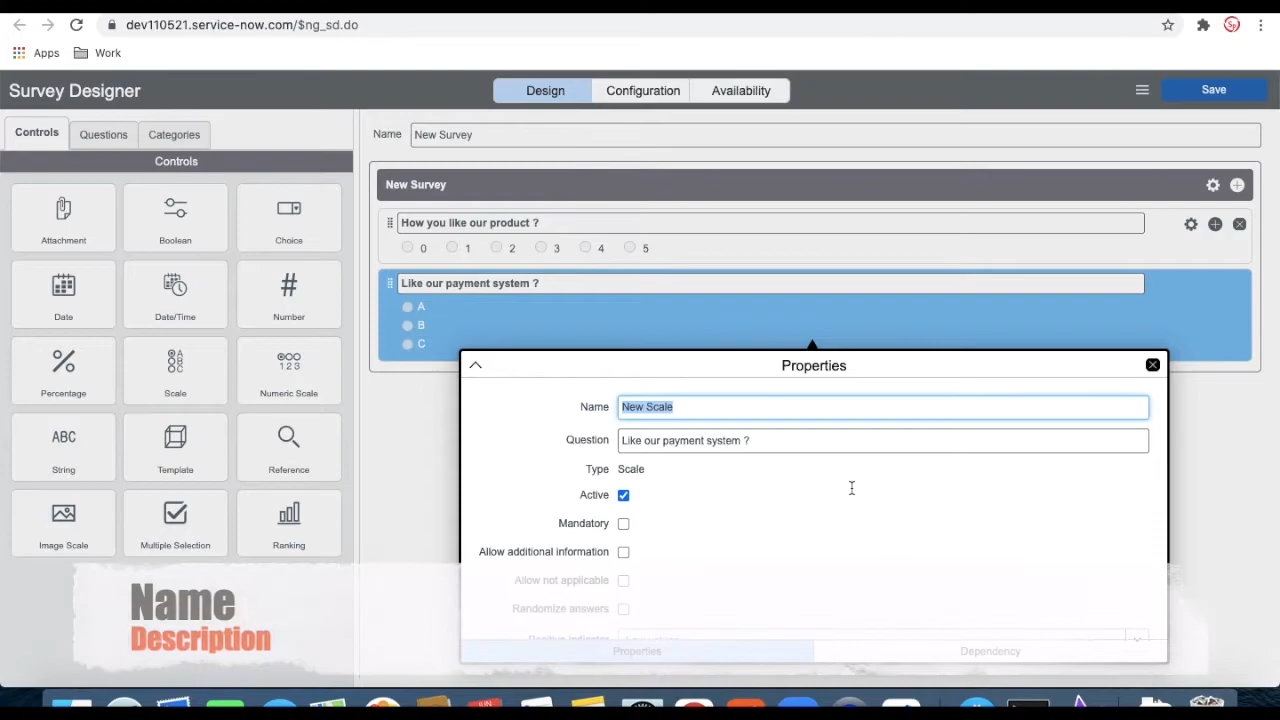 dev110521.service-now.com/$ng_sd.do
Apps Work
Survey Designer
Design Configuration Availability
Save
Controls Questions Categories
Controls
Attachment Boolean Choice
Date Date/Time Number
Percentage Scale Numeric Scale
ABC
String Template Reference
Image Scale Multiple Selection Ranking
Name New Survey
New Survey
How you like our product ?
0 1 2 3 4 5
Like our payment system ?
A
B
C
Properties
Name New Scale
Question Like our payment system ?
Type Scale
Active
Mandatory
Allow additional information
Allow not applicable
Randomize answers
Properties Dependency
Name
Description